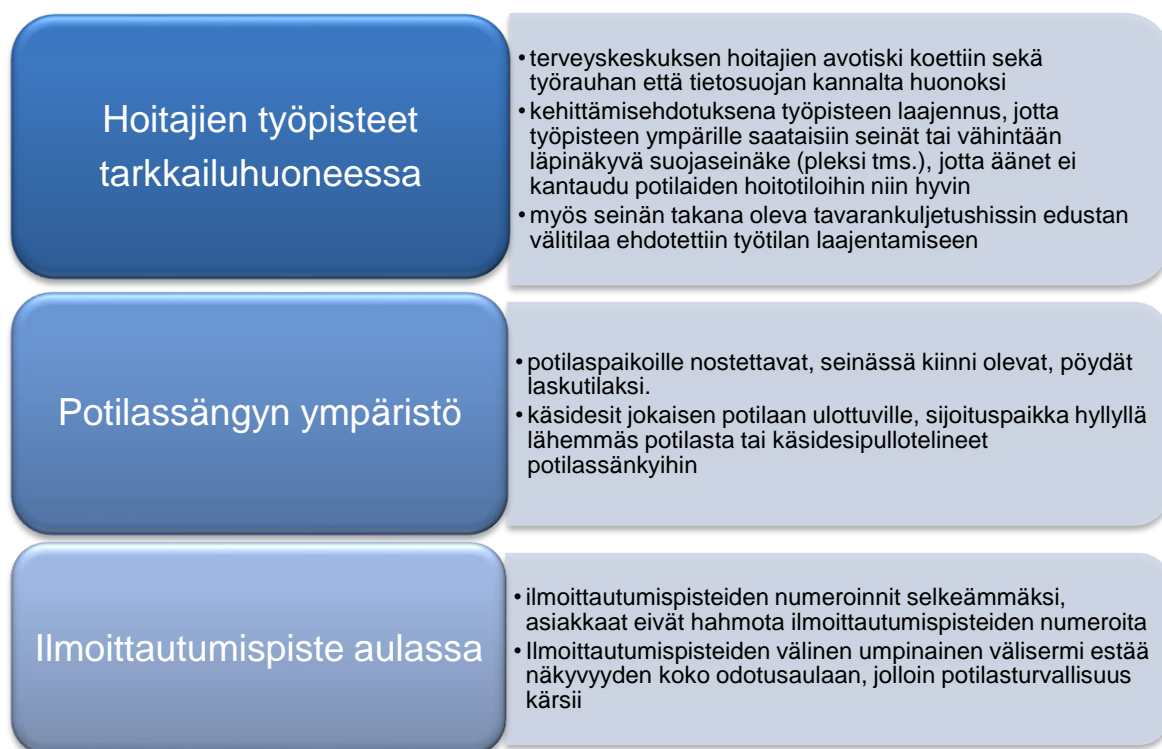 Hoitajien työpisteet
tarkkailuhuoneessa
• terveyskeskuksen hoitajien avotiski koettiin sekä
työrauhan että tietosuojan kannalta huonoksi
• kehittämisehdotuksena työpisteen laajennus, jotta
työpisteen ympärille saataisiin seinät tai vähintään
läpinäkyvä suojaseinäke (pleksi tms.), jotta äänet ei
kantaudu potilaiden hoitotiloihin niin hyvin
• myös seinän takana oleva tavarankuljetushissin edustan
välitilaa ehdotettiin työtilan laajentamiseen
Potilassängyn ympäristö
• potilaspaikoille nostettavat, seinässä kiinni olevat, pöydät
laskutilaksi.
• käsidesit jokaisen potilaan ulottuville, sijoituspaikka hyllyllä
lähemmäs potilasta tai käsidesipullotelineet
potilassänkyihin
Ilmoittautumispiste aulassa
• ilmoittautumispisteiden numeroinnit selkeämmäksi,
asiakkaat eivät hahmota ilmoittautumispisteiden numeroita
• Ilmoittautumispisteiden välinen umpinainen välisermi estää
näkyvyyden koko odotusaulaan, jolloin potilasturvallisuus
kärsii